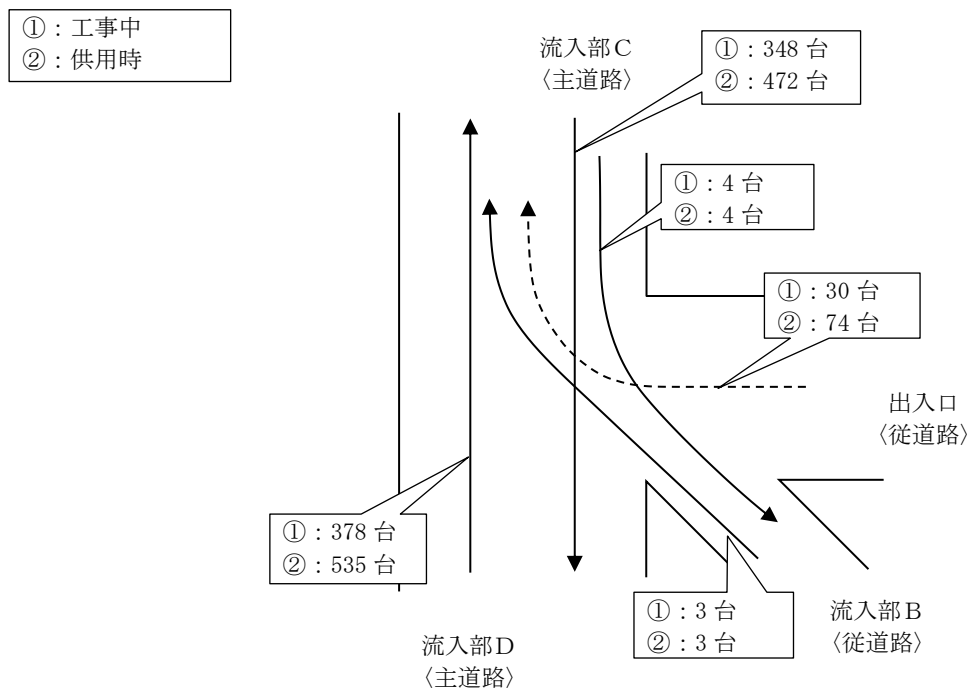 ①：工事中
②：供用時
流入部C
〈主道路〉
①：348 台
②：472 台
①：4 台
②：4 台
①：30 台
②：74 台
出入口
〈従道路〉
①：378 台
②：535 台
①：3 台
②：3 台
流入部B
〈従道路〉
流入部D
〈主道路〉